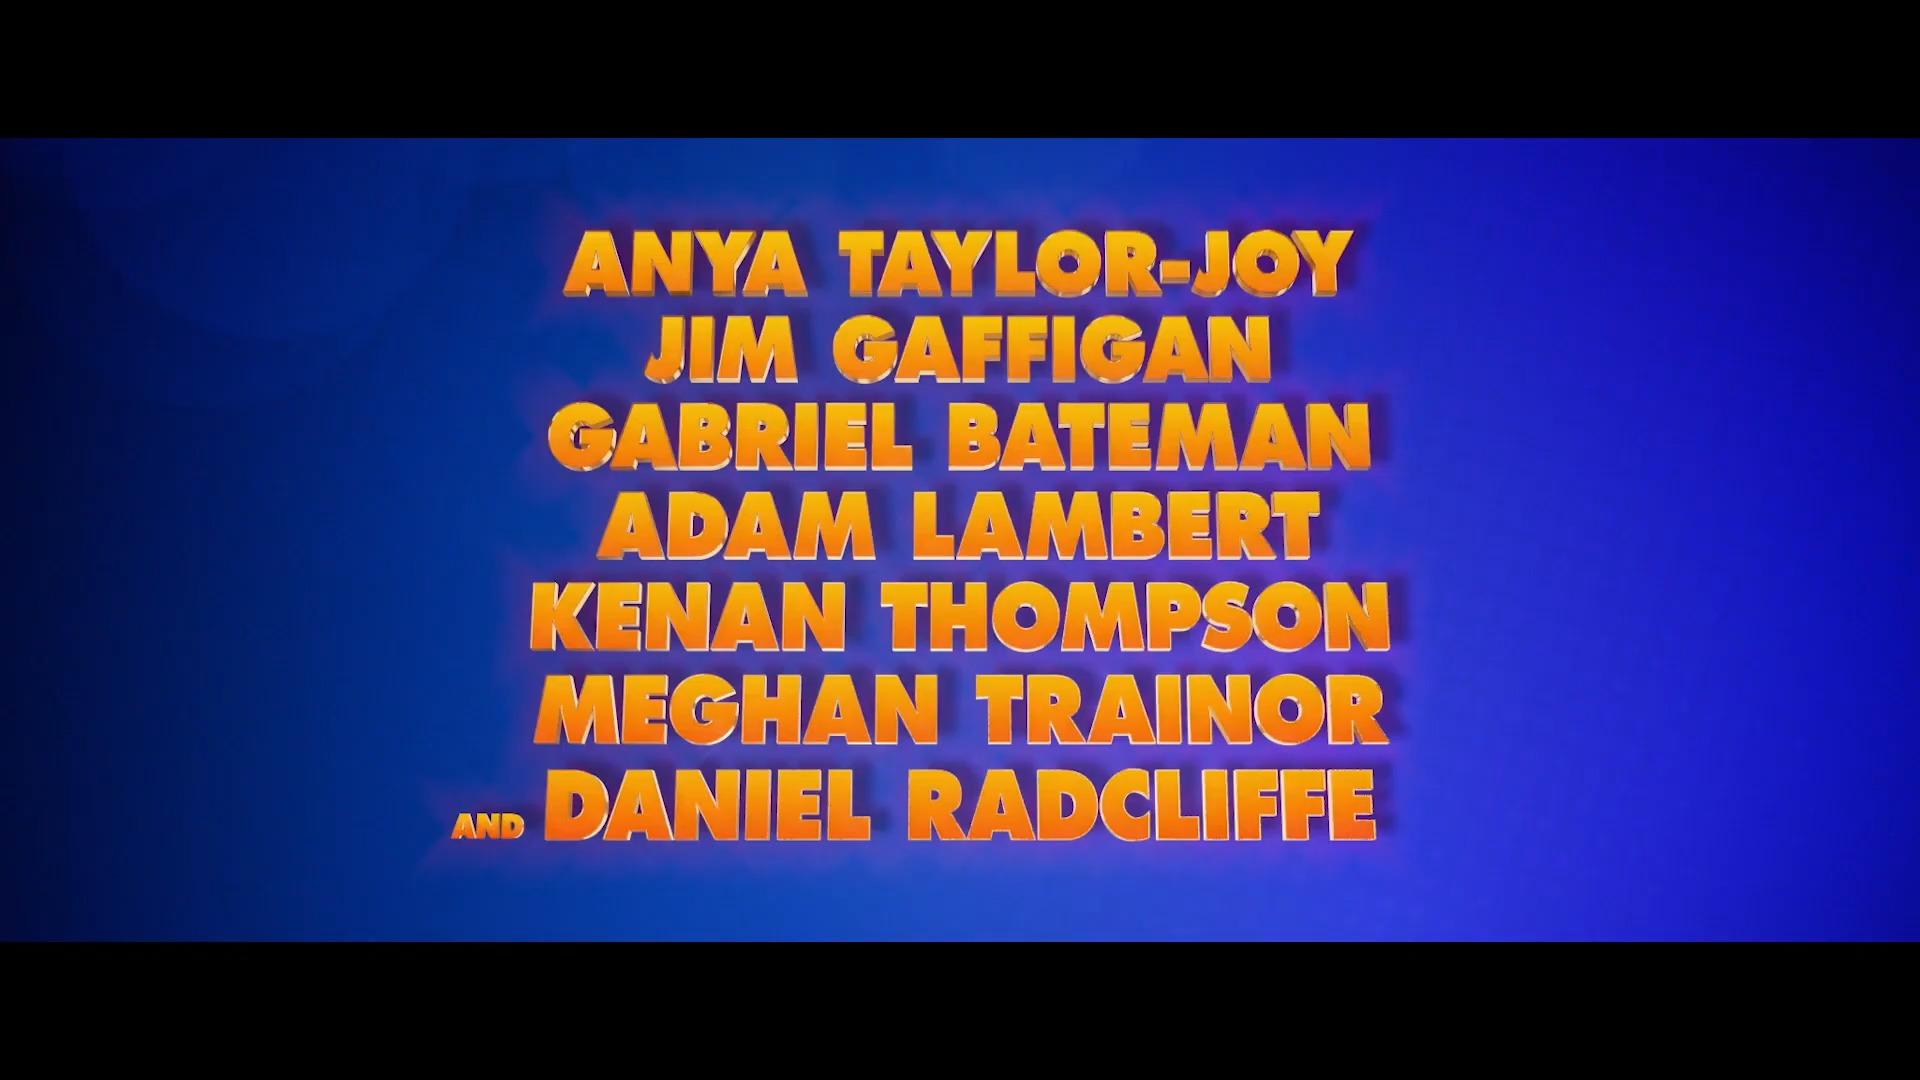 ANYA TAYLOR-JOY
JIM GAFFIGAN
GABRIEL BATEMAN
ADAM LAMBERT
KENAN THOMPSON
MEGHAN TRAINOR
AND DANIEL RADCLIFFE